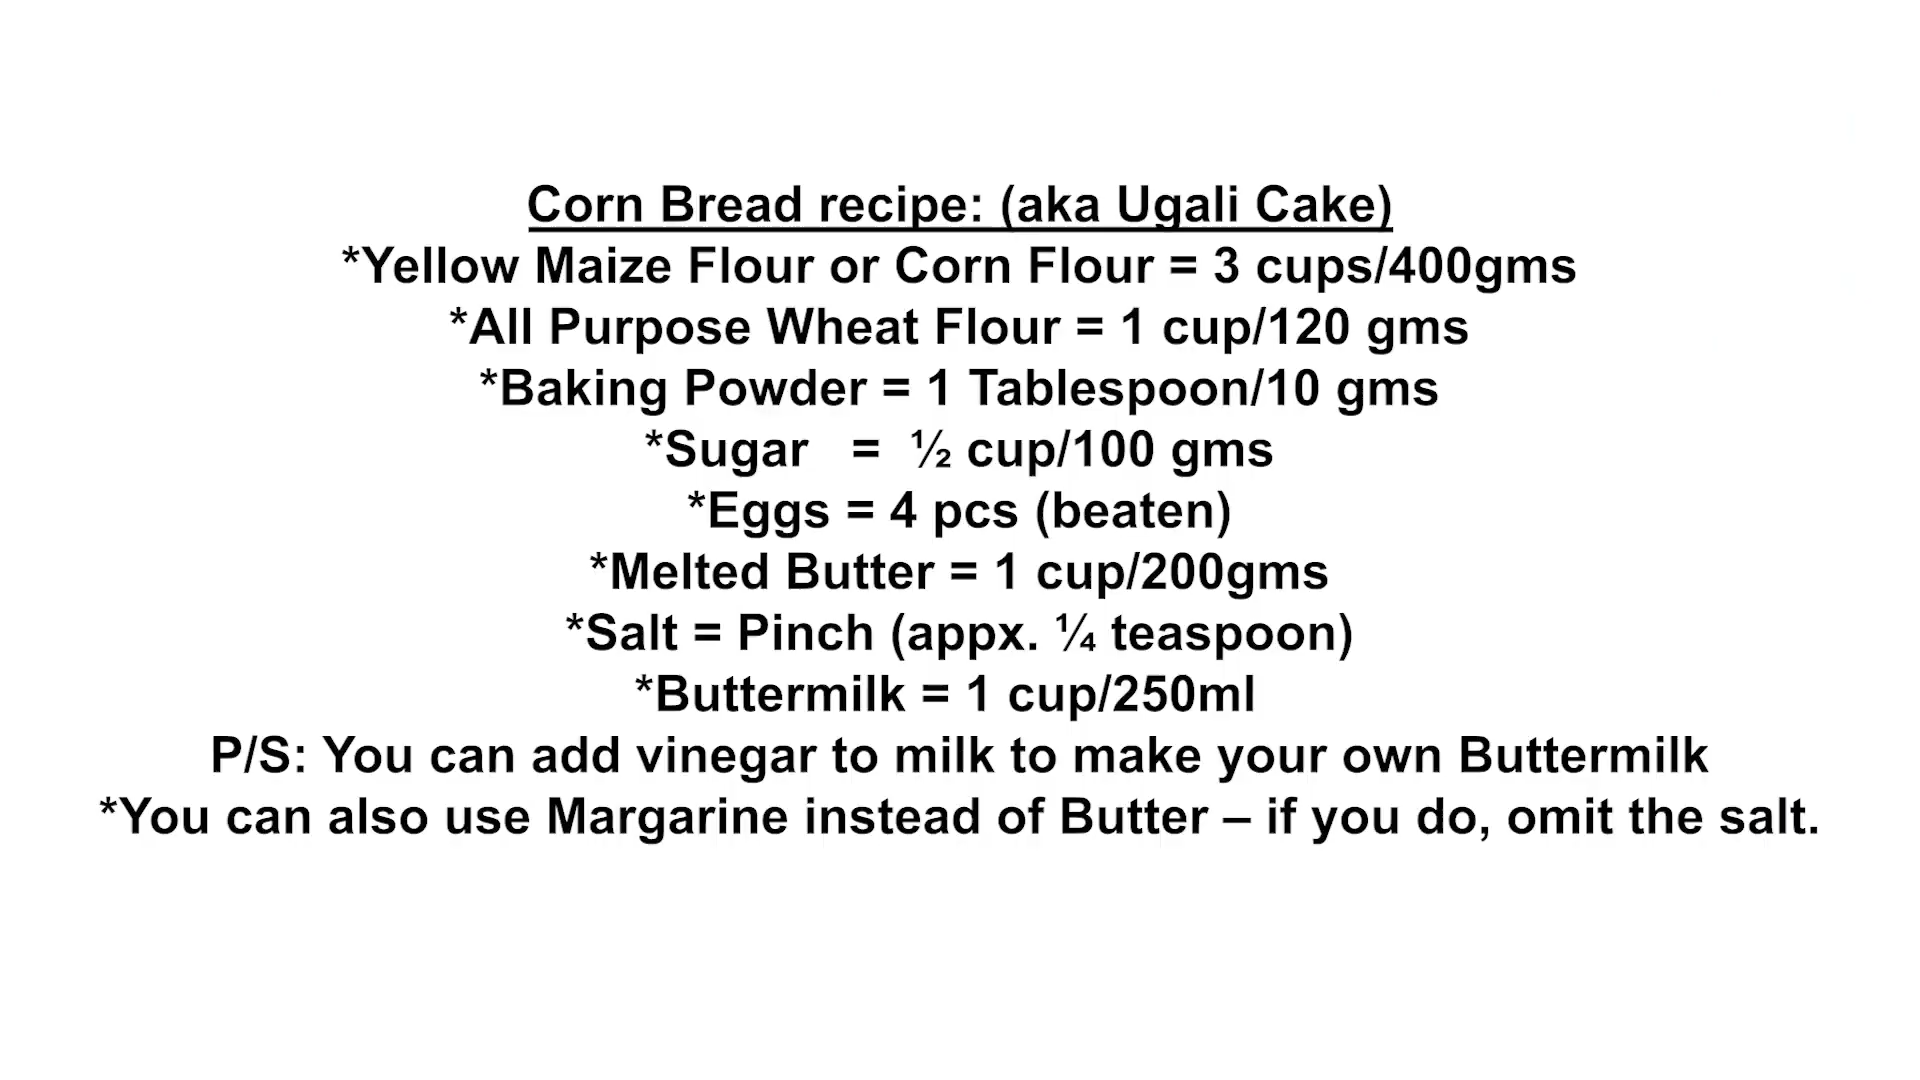 Corn Bread recipe: (aka Ugali Cake)
*Yellow Maize Flour or Corn Flour = 3 cups/400gms
*All Purpose Wheat Flour = 1 cup/120 gms
*Baking Powder = 1 Tablespoon/10 gms
*Sugar   =  ½ cup/100 gms
*Eggs = 4 pcs (beaten)
*Melted Butter = 1 cup/200gms
*Salt = Pinch (appx. ¼ teaspoon)
*Buttermilk = 1 cup/250ml
P/S: You can add vinegar to milk to make your own Buttermilk
*You can also use Margarine instead of Butter – if you do, omit the salt.